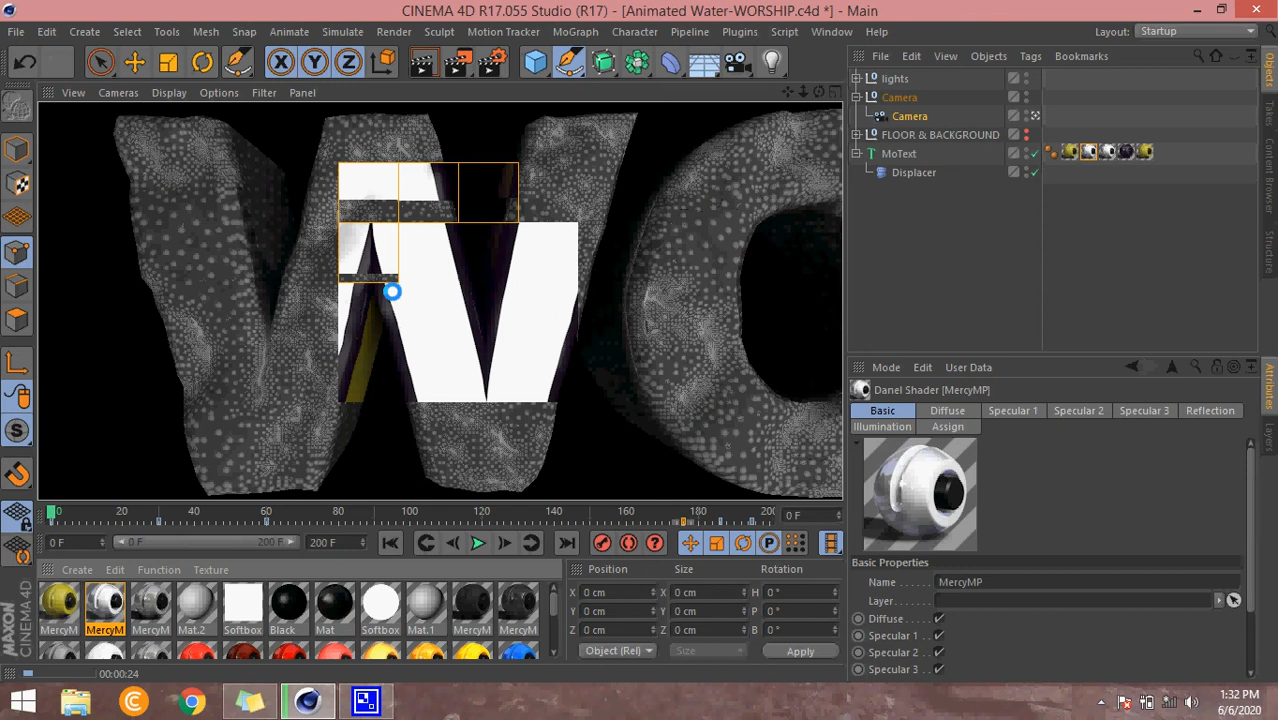 CINEMA 4D R17.055 Studio (R17) - [Animated Water-WORSHIP.c4d *] - Main
File Edit Create Select Tools Mesh Snap Animate Simulate Render Sculpt Motion Tracker MoGraph Character Pipeline Plugins Script Window Help
Layout: Startup
X Y Z
File Edit View Objects Tags Bookmarks
View Cameras Display Options Filter Panel
lights
Camera
Camera
FLOOR & BACKGROUND
MoText
Displacer
Objects
Takes
Content Browser
Attributes
Layers
WO
Mode Edit User Data
Danel Shader [MercyMP]
Basic Diffuse Specular 1 Specular 2 Specular 3 Reflection
Illumination Assign
Basic Properties
Name MercyMP
Layer
Diffuse
Specular 1
Specular 2
Specular 3
0 20 40 60 80 100 120 140 160 200
0 F
0 F 0 F 200 F 200 F
Create Edit Function Texture
MercyM MercyM MercyM Mat.2 Softbox Black Mat Softbox Mat.1 MercyM MercyM
Position Size Rotation
X 0 cm X 0 cm H 0 °
Y 0 cm Y 0 cm P 0 °
Z 0 cm Z 0 cm B 0 °
Object (Rel) Size Apply
MAXON CINEMA 4D
00:00:24
1:32 PM
6/6/2020